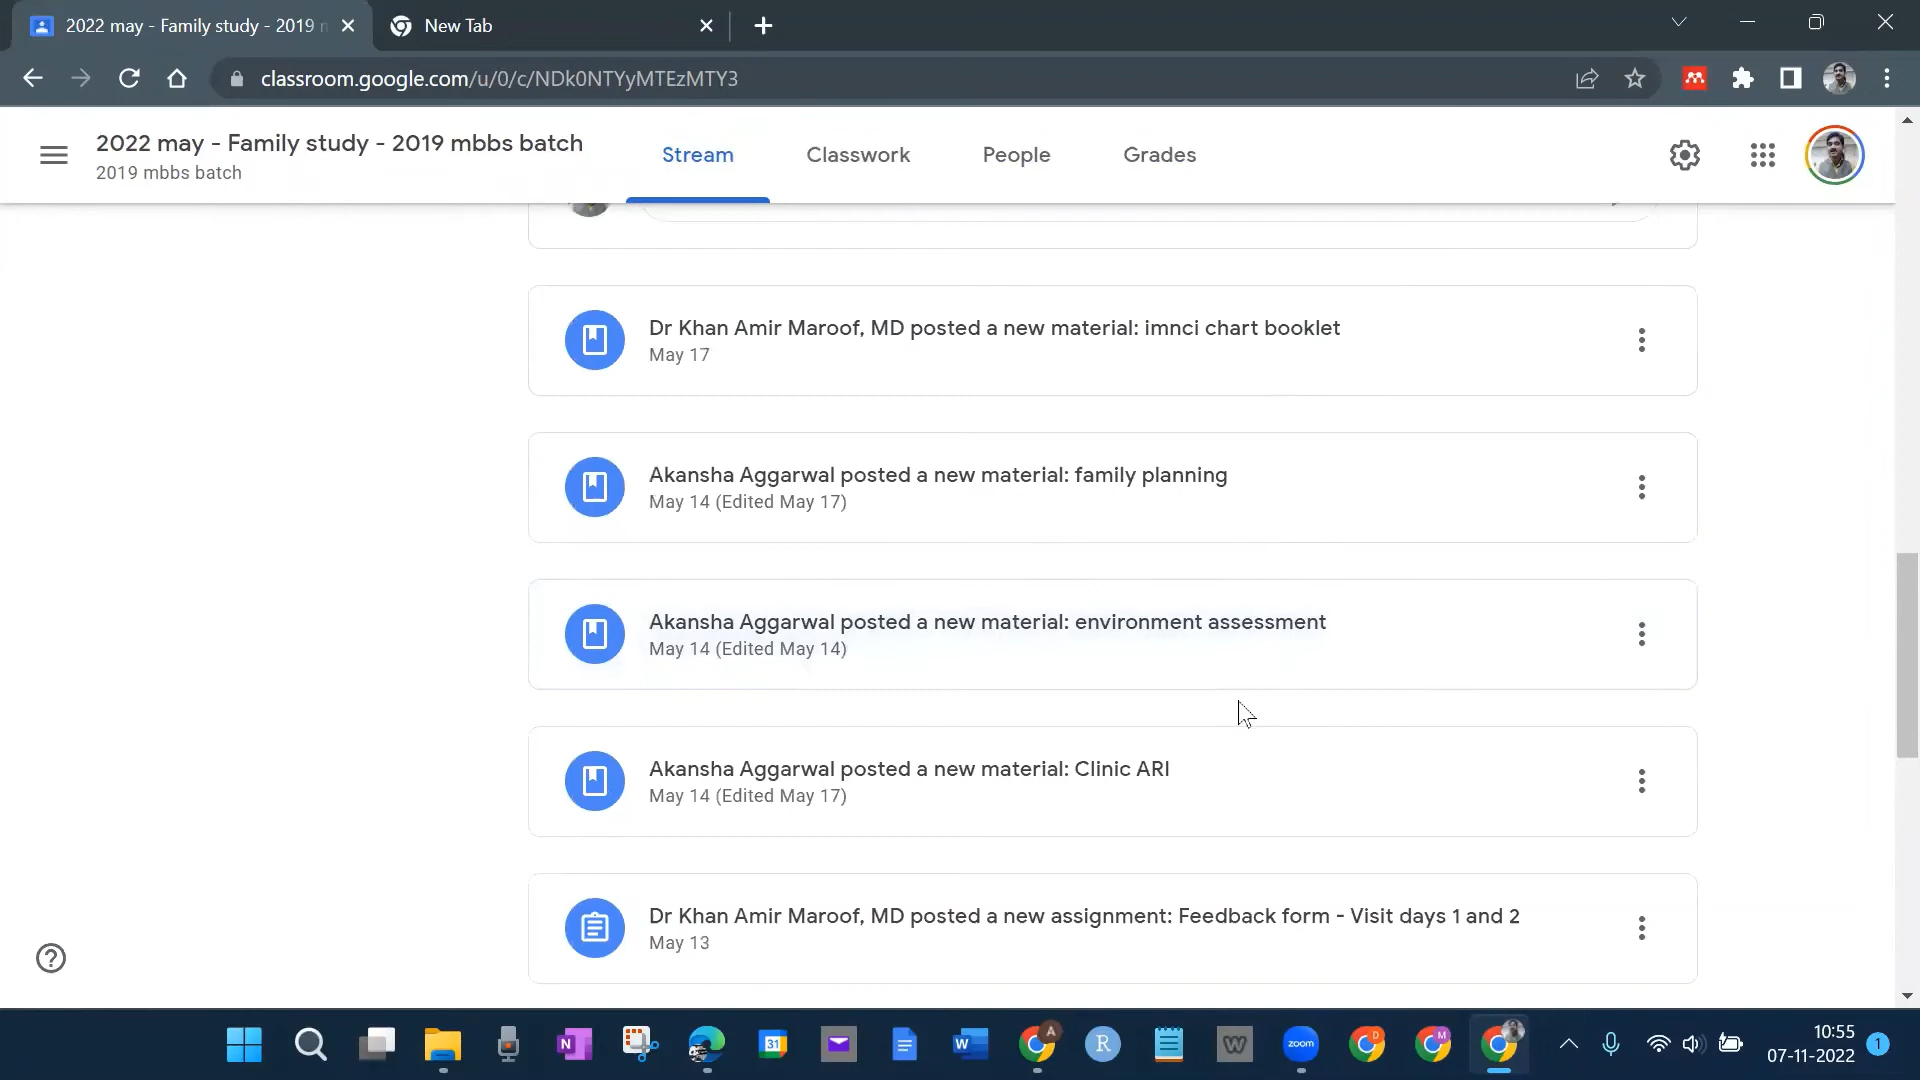 2022 may - Family study - 2019 m
New Tab
classroom.google.com/u/0/c/NDk0NTYyMTEzMTY3
2022 may - Family study - 2019 mbbs batch
2019 mbbs batch
Stream
Classwork
People
Grades
Dr Khan Amir Maroof, MD posted a new material: imnci chart booklet
May 17
Akansha Aggarwal posted a new material: family planning
May 14 (Edited May 17)
Akansha Aggarwal posted a new material: environment assessment
May 14 (Edited May 14)
Akansha Aggarwal posted a new material: Clinic ARI
May 14 (Edited May 17)
Dr Khan Amir Maroof, MD posted a new assignment: Feedback form - Visit days 1 and 2
May 13
N
31
W
A
R
W
zoom
D
M
10:55
07-11-2022
1